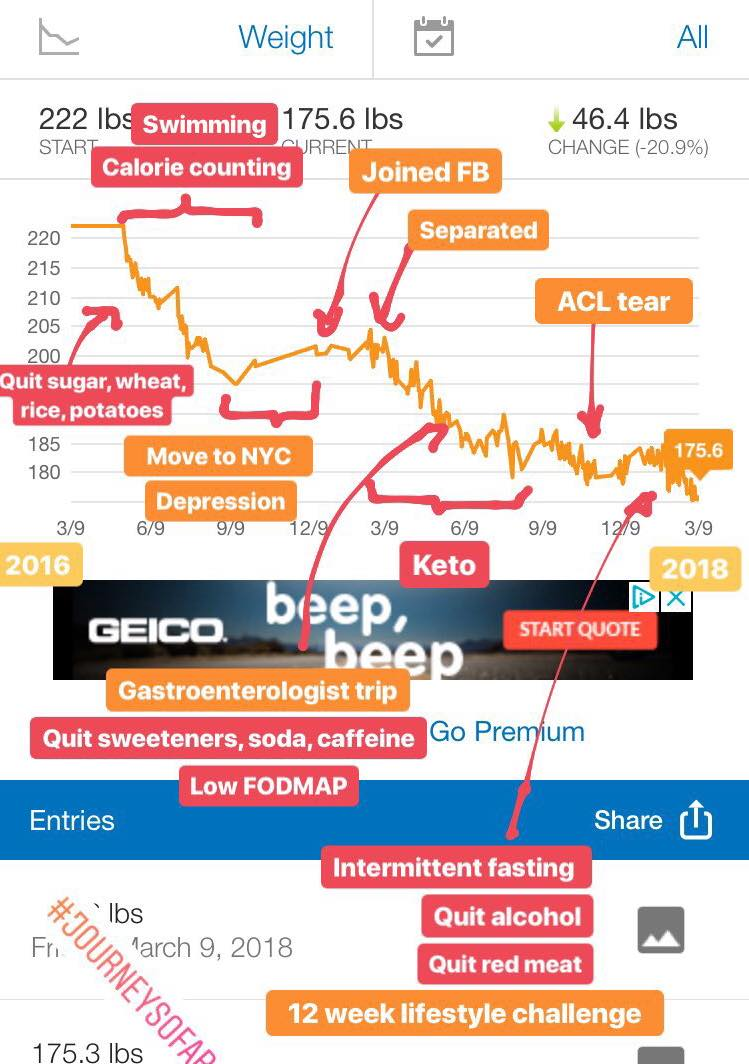 Weight
All
222 lbs
Swimming
175.6 lbs
46.4 lbs
START
CURRENT
CHANGE (-20.9%)
Calorie counting
Joined FB
Separated
220
215
210
ACL tear
205
200
Quit sugar, wheat,
rice, potatoes
185
180
175.6
Move to NYC
Depression
3/9
6/9
9/9
12/9
3/9
6/9
9/9
12/9
3/9
2016
Keto
2018
GEICO.
beep,
beep
START QUOTE
Gastroenterologist trip
Quit sweeteners, soda, caffeine
Go Premium
Low FODMAP
Entries
Share
Intermittent fasting
lbs
Quit alcohol
March 9, 2018
Quit red meat
#JOURNEYSOFAR
12 week lifestyle challenge
175.3 lbs